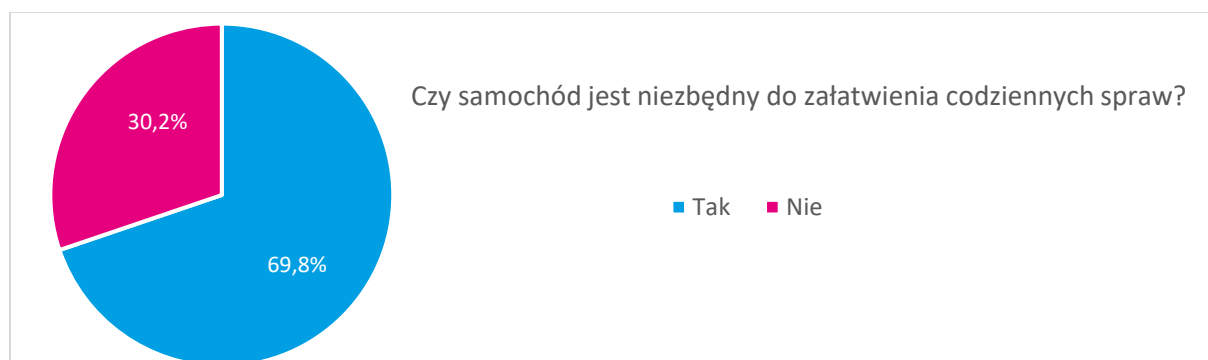 Czy samochód jest niezbędny do załatwienia codziennych spraw?
30,2%
69,8%
Tak
Nie